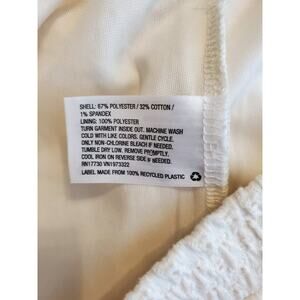 SHELL: 67% POLYESTER / 32% COTTON /
1% SPANDEX
LINING: 100% POLYESTER
TURN GARMENT INSIDE OUT. MACHINE WASH
COLD WITH LIKE COLORS. GENTLE CYCLE.
ONLY NON-CHLORINE BLEACH IF NEEDED.
TUMBLE DRY LOW. REMOVE PROMPTLY.
COOL IRON ON REVERSE SIDE IF NEEDED.
RN17730 VN1973322
LABEL MADE FROM 100% RECYCLED PLASTIC